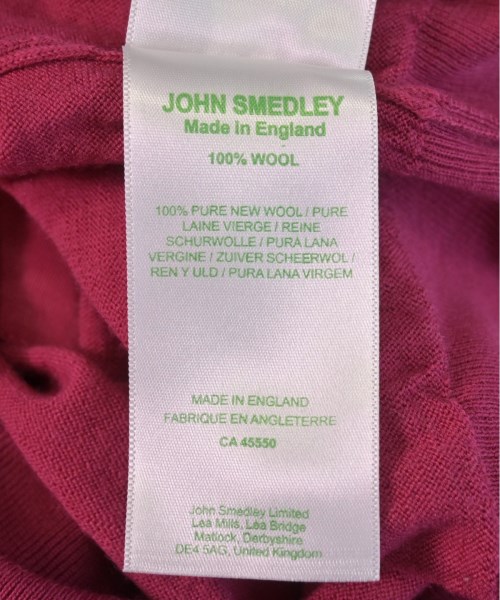 JOHN SMEDLEY
Made in England
100% WOOL
100% PURE NEW WOOL / PURE
LAINE VIERGE / REINE
SCHURWOLLE / PURA LANA
VERGINE / ZUIVER SCHEERWOL /
REN Y ULD / PURA LANA VIRGEM
MADE IN ENGLAND
FABRIQUE EN ANGLETERRE
CA 45550
John Smedley Limited
Lea Mills, Lea Bridge
Matlock, Derbyshire
DE4 5AG, United Kingdom